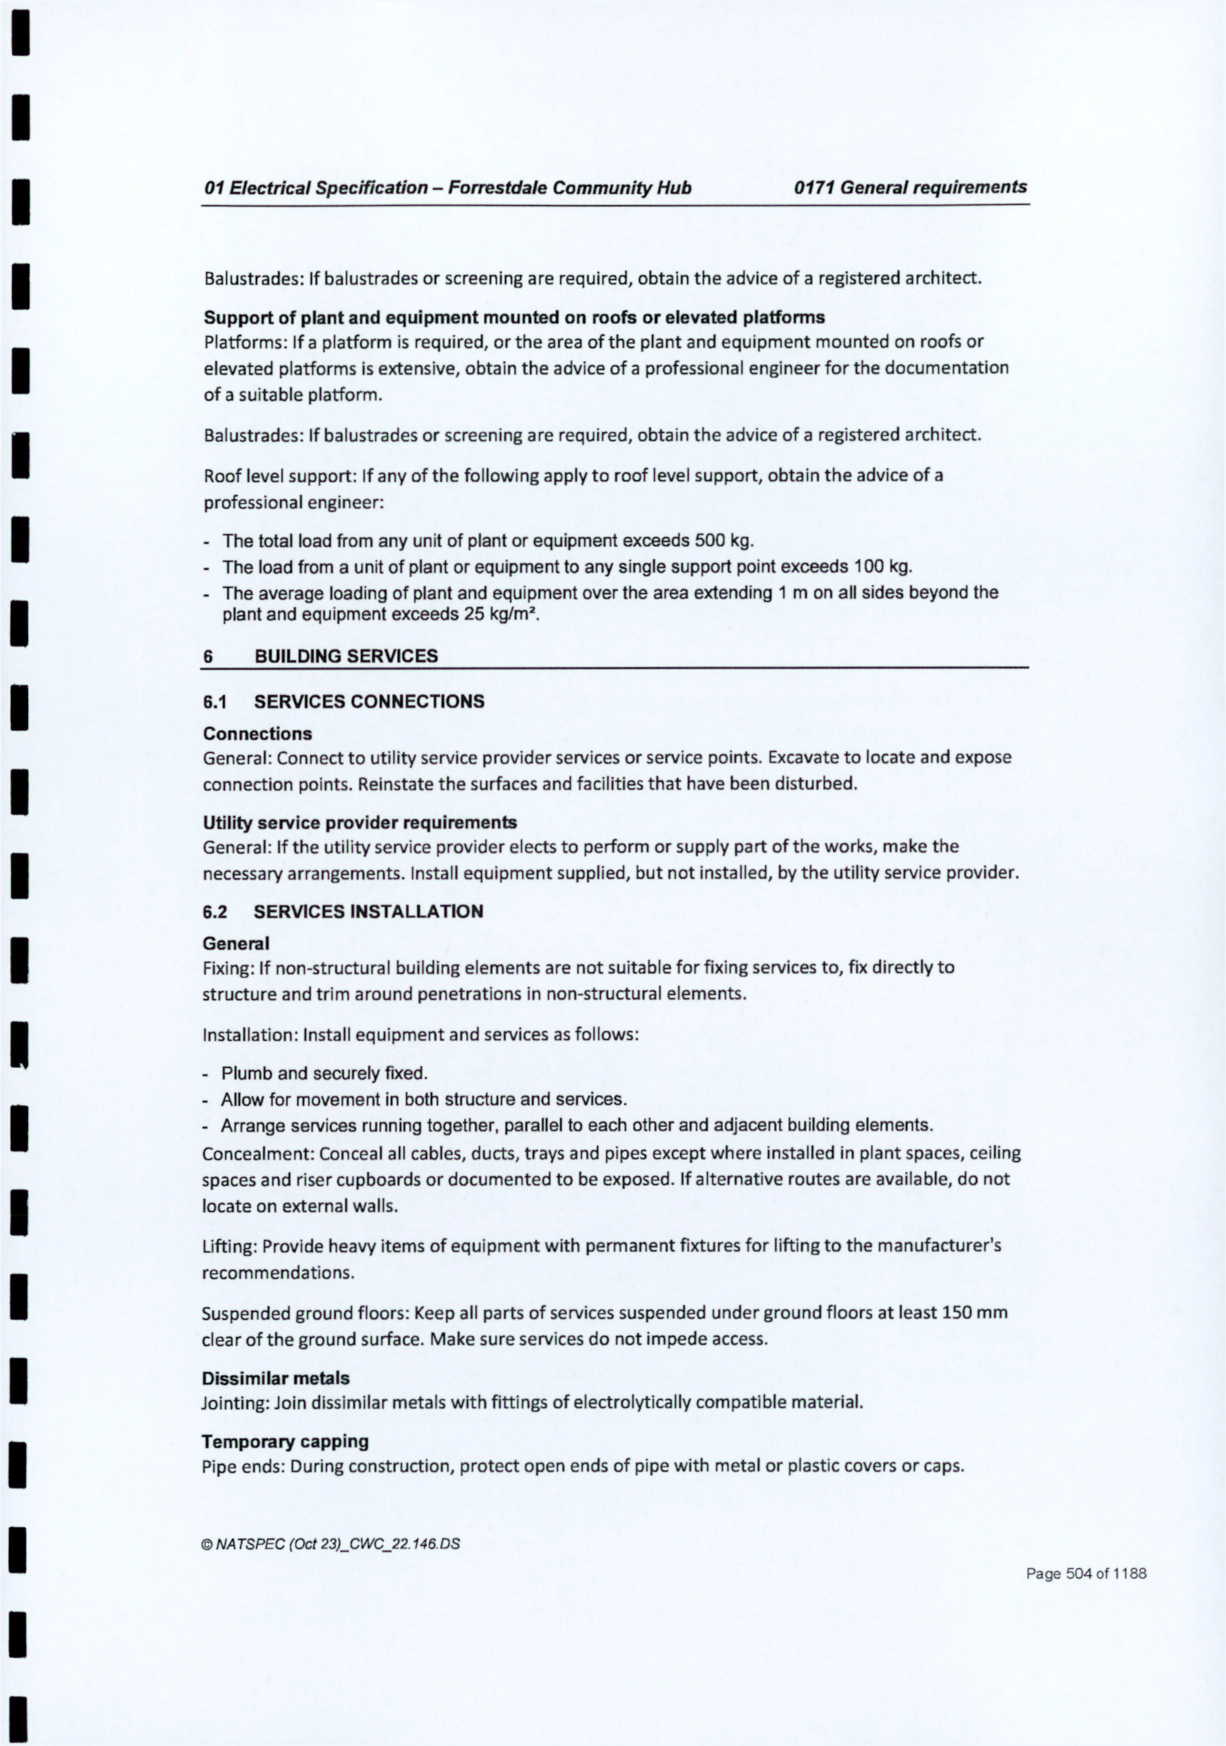 01 Electrical Specification – Forrestdale Community Hub 0171 General requirements
Balustrades: If balustrades or screening are required, obtain the advice of a registered architect.
Support of plant and equipment mounted on roofs or elevated platforms
Platforms: If a platform is required, or the area of the plant and equipment mounted on roofs or
elevated platforms is extensive, obtain the advice of a professional engineer for the documentation
of a suitable platform.
Balustrades: If balustrades or screening are required, obtain the advice of a registered architect.
Roof level support: If any of the following apply to roof level support, obtain the advice of a
professional engineer:
- The total load from any unit of plant or equipment exceeds 500 kg.
- The load from a unit of plant or equipment to any single support point exceeds 100 kg.
- The average loading of plant and equipment over the area extending 1 m on all sides beyond the
plant and equipment exceeds 25 kg/m².
6 BUILDING SERVICES
6.1 SERVICES CONNECTIONS
Connections
General: Connect to utility service provider services or service points. Excavate to locate and expose
connection points. Reinstate the surfaces and facilities that have been disturbed.
Utility service provider requirements
General: If the utility service provider elects to perform or supply part of the works, make the
necessary arrangements. Install equipment supplied, but not installed, by the utility service provider.
6.2 SERVICES INSTALLATION
General
Fixing: If non-structural building elements are not suitable for fixing services to, fix directly to
structure and trim around penetrations in non-structural elements.
Installation: Install equipment and services as follows:
- Plumb and securely fixed.
- Allow for movement in both structure and services.
- Arrange services running together, parallel to each other and adjacent building elements.
Concealment: Conceal all cables, ducts, trays and pipes except where installed in plant spaces, ceiling
spaces and riser cupboards or documented to be exposed. If alternative routes are available, do not
locate on external walls.
Lifting: Provide heavy items of equipment with permanent fixtures for lifting to the manufacturer's
recommendations.
Suspended ground floors: Keep all parts of services suspended under ground floors at least 150 mm
clear of the ground surface. Make sure services do not impede access.
Dissimilar metals
Jointing: Join dissimilar metals with fittings of electrolytically compatible material.
Temporary capping
Pipe ends: During construction, protect open ends of pipe with metal or plastic covers or caps.
© NATSPEC (Oct 23)_CWC_22.146.DS
Page 504 of 1188